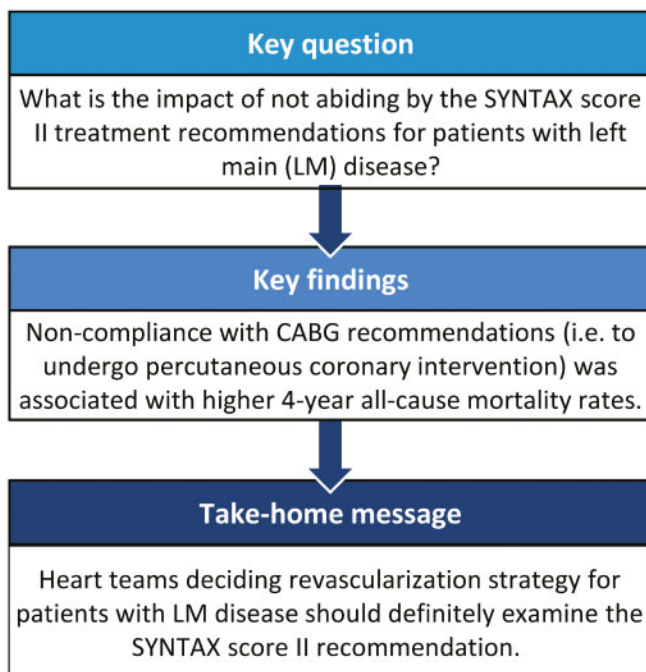 Key question
What is the impact of not abiding by the SYNTAX score
II treatment recommendations for patients with left
main (LM) disease?
Key findings
Non-compliance with CABG recommendations (i.e. to
undergo percutaneous coronary intervention) was
associated with higher 4-year all-cause mortality rates.
Take-home message
Heart teams deciding revascularization strategy for
patients with LM disease should definitely examine the
SYNTAX score II recommendation.